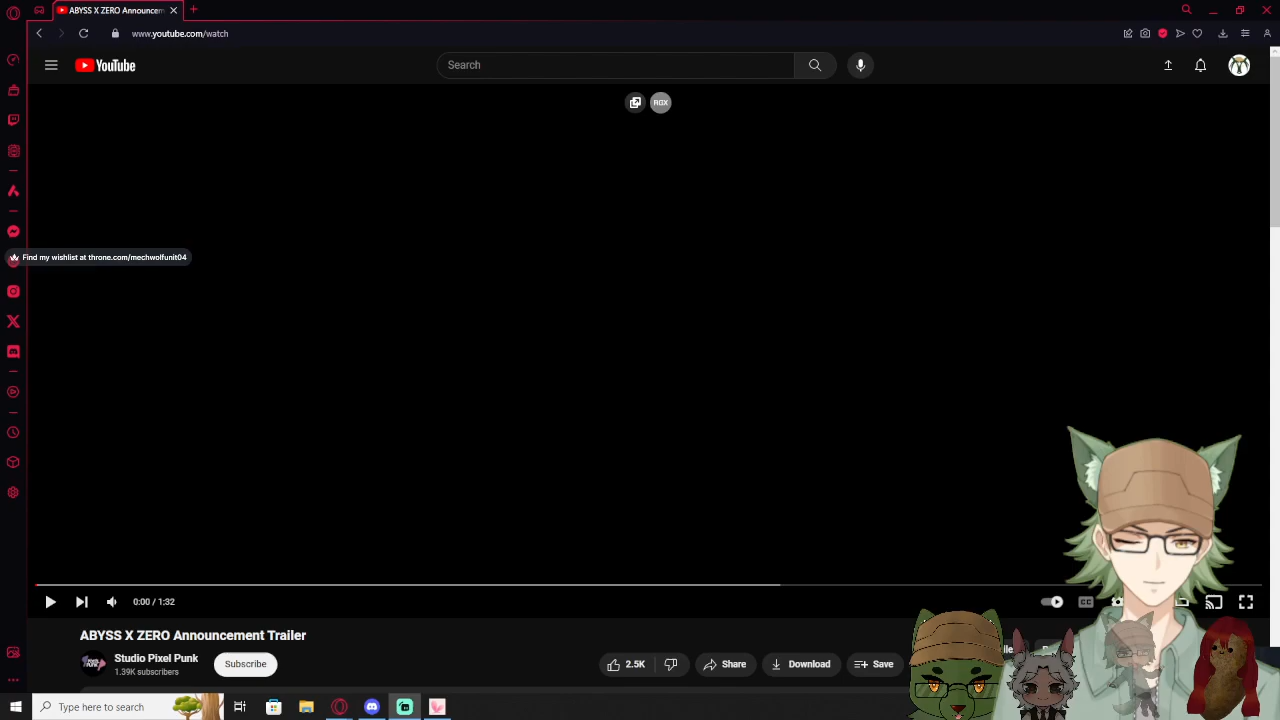 ABYSS X ZERO Announcem
www.youtube.com/watch
YouTube
Search
RGX
Find my wishlist at throne.com/mechwolfunit04
0:00 / 1:32
CC
ABYSS X ZERO Announcement Trailer
Studio Pixel Punk
1.39K subscribers
Subscribe
2.5K
Share
Download
Save
Type here to search